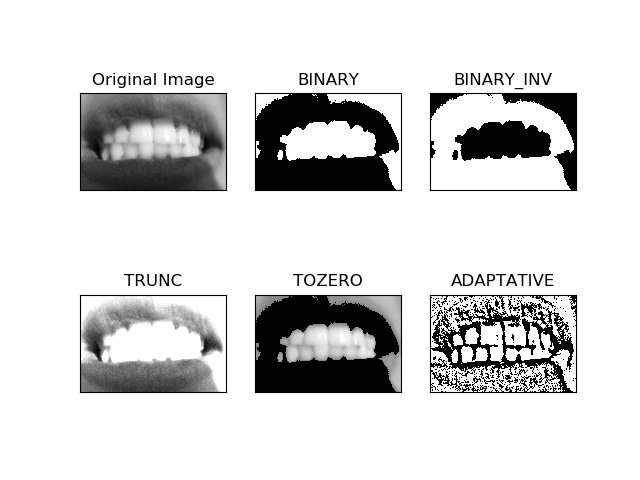 Original Image
BINARY
BINARY_INV
TRUNC
TOZERO
ADAPTATIVE